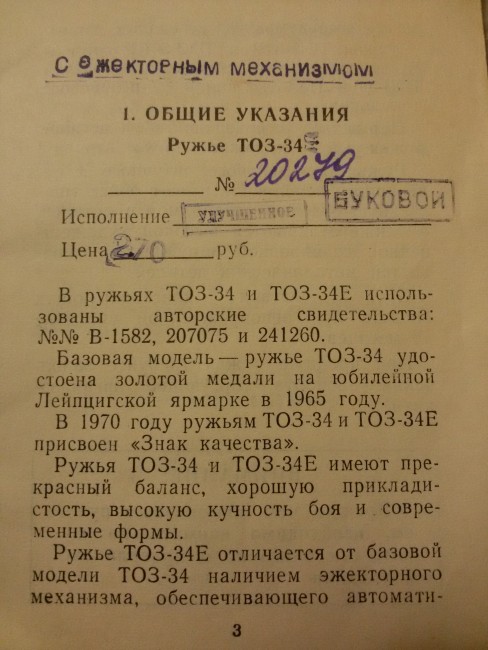 С ЭЖЕКТОРНЫМ МЕХАНИЗМОМ
1. ОБЩИЕ УКАЗАНИЯ
Ружье ТОЗ-34
№ 20279
Исполнение УЛУЧШЕННОЕ БУКОВОЙ
Цена 270 руб.
В ружьях ТОЗ-34 и ТОЗ-34Е исполь-
зованы авторские свидетельства:
№№ В-1582, 207075 и 241260.
Базовая модель — ружье ТОЗ-34 удо-
стоена золотой медали на юбилейной
Лейпцигской ярмарке в 1965 году.
В 1970 году ружьям ТОЗ-34 и ТОЗ-34Е
присвоен «Знак качества».
Ружья ТОЗ-34 и ТОЗ-34Е имеют пре-
красный баланс, хорошую приклади-
стость, высокую кучность боя и совре-
менные формы.
Ружье ТОЗ-34Е отличается от базовой
модели ТОЗ-34 наличием эжекторного
механизма, обеспечивающего автомати-
3